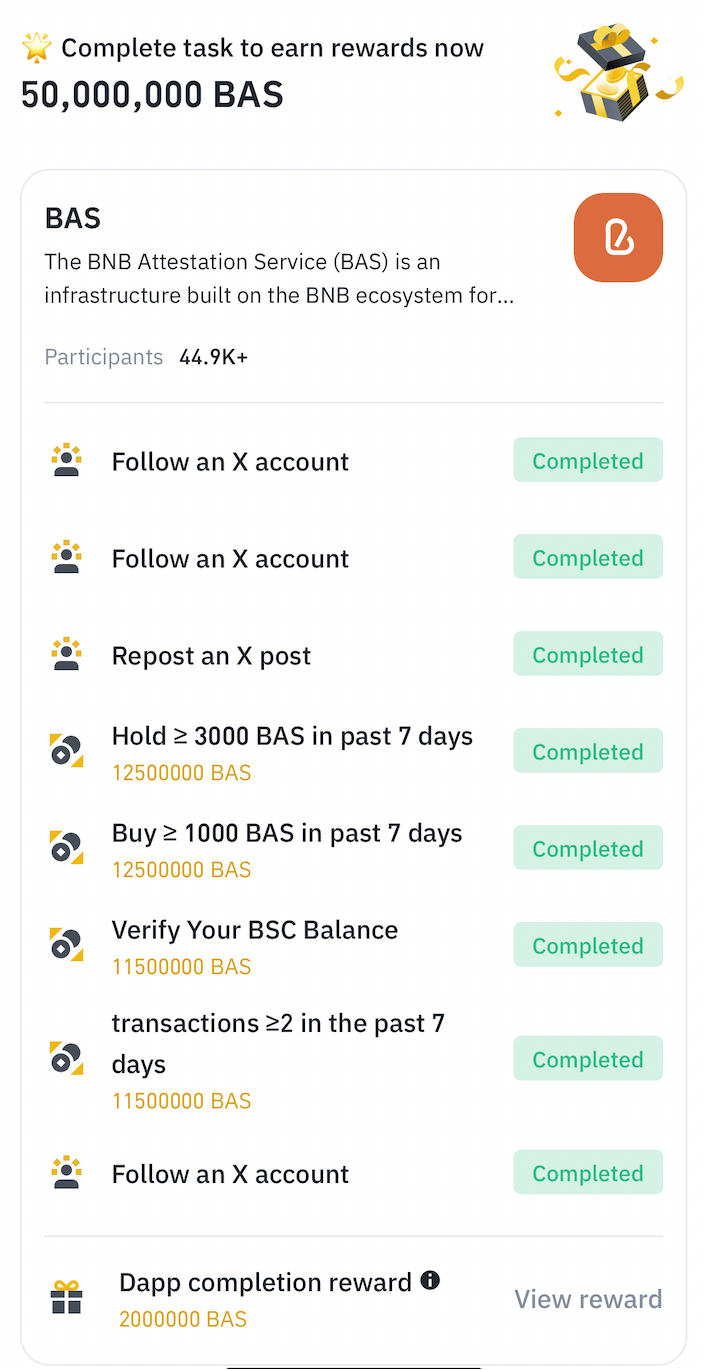 Complete task to earn rewards now
50,000,000 BAS
BAS
The BNB Attestation Service (BAS) is an
infrastructure built on the BNB ecosystem for...
Participants 44.9K+
Follow an X account Completed
Follow an X account Completed
Repost an X post Completed
Hold ≥ 3000 BAS in past 7 days
12500000 BAS
Completed
Buy ≥ 1000 BAS in past 7 days
12500000 BAS
Completed
Verify Your BSC Balance
11500000 BAS
Completed
transactions ≥2 in the past 7
days
11500000 BAS
Completed
Follow an X account Completed
Dapp completion reward
2000000 BAS
View reward